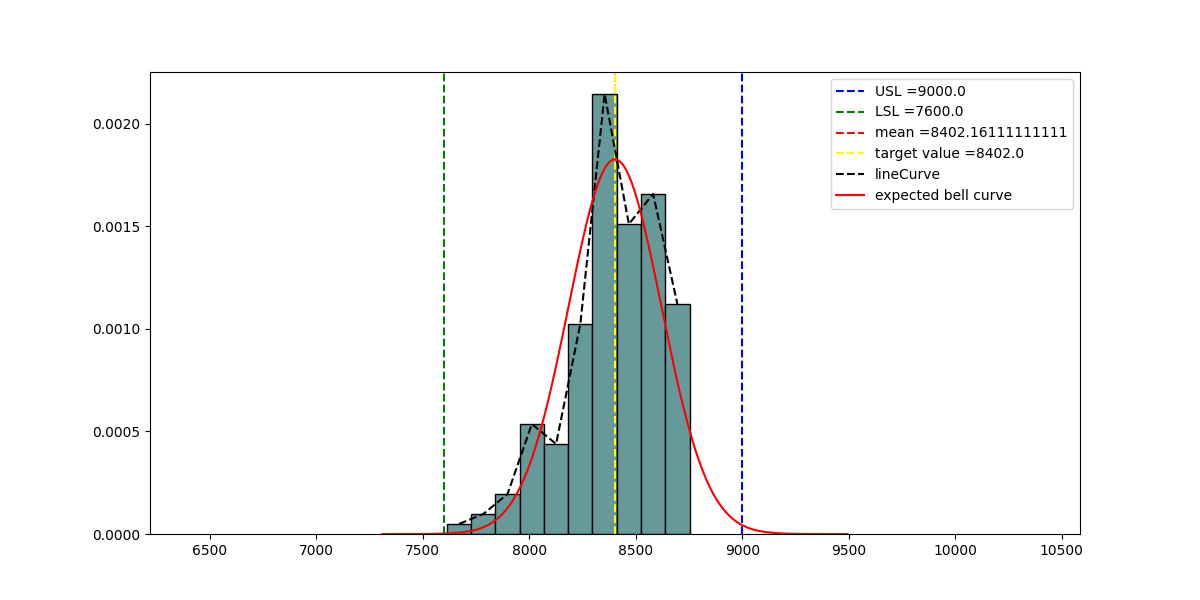 USL =9000.0
LSL =7600.0
mean =8402.16111111111
target value =8402.0
lineCurve
expected bell curve
0.0020
0.0015
0.0010
0.0005
0.0000
6500 7000 7500 8000 8500 9000 9500 10000 10500